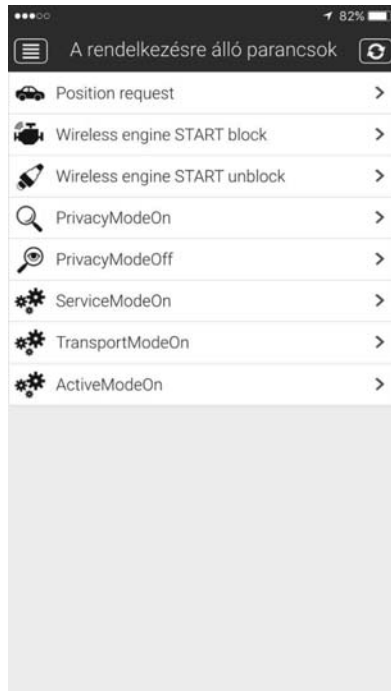 82%
A rendelkezésre álló parancsok
Position request
Wireless engine START block
Wireless engine START unblock
PrivacyModeOn
PrivacyModeOff
ServiceModeOn
TransportModeOn
ActiveModeOn